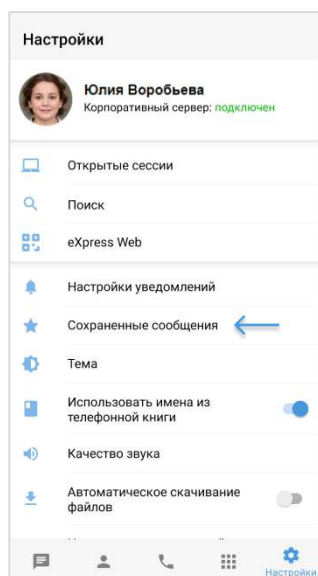 Настройки
Юлия Воробьева
Корпоративный сервер: подключен
Открытые сессии
Поиск
eXpress Web
Настройки уведомлений
Сохраненные сообщения
Тема
Использовать имена из
телефонной книги
Качество звука
Автоматическое скачивание
файлов
Настройки